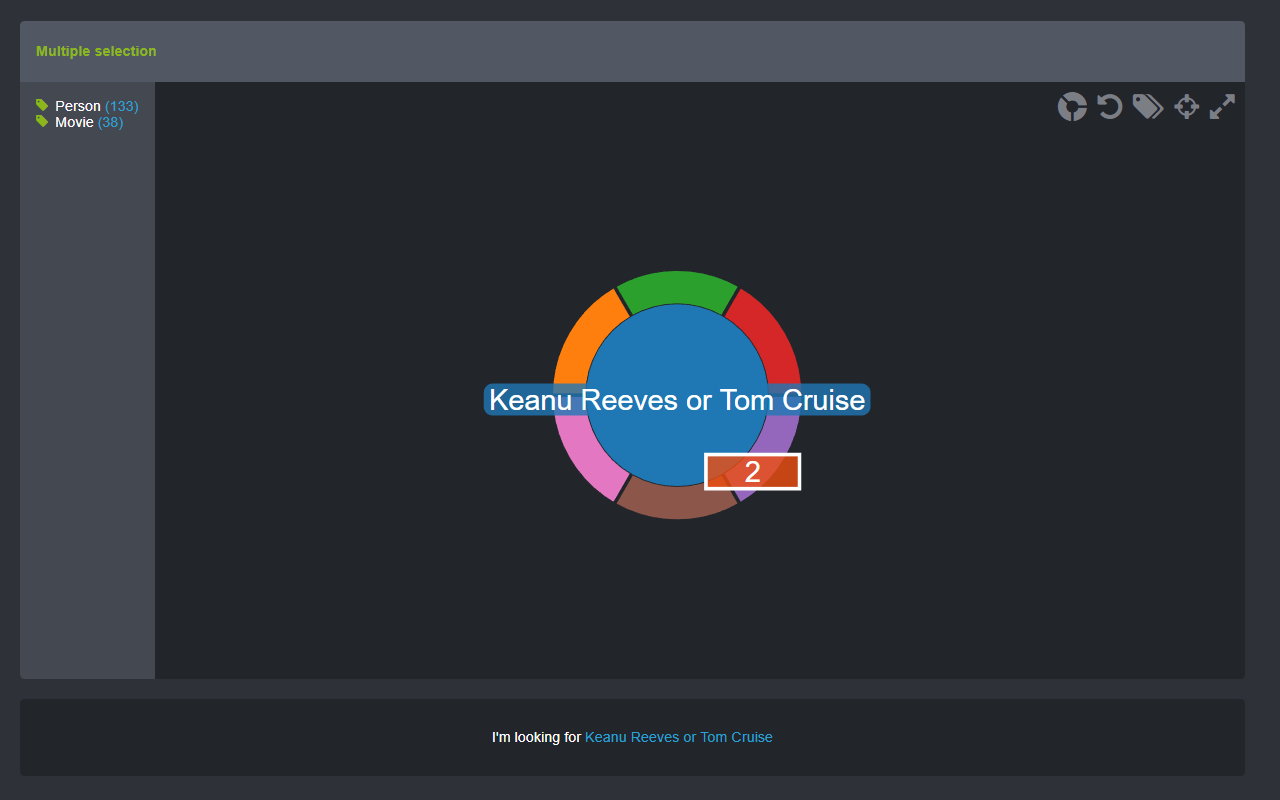 Multiple selection
Person (133)
Movie (38)
Keanu Reeves or Tom Cruise
2
I'm looking for Keanu Reeves or Tom Cruise